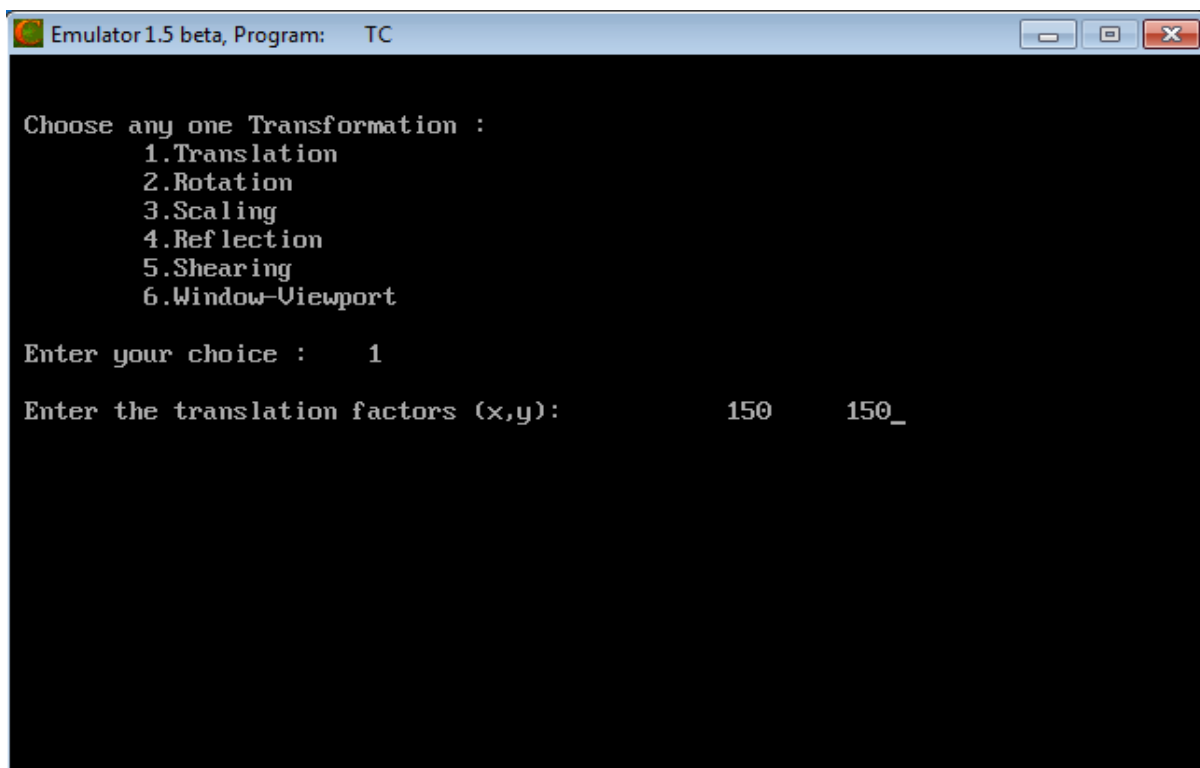 Emulator 1.5 beta, Program: TC
Choose any one Transformation :
1.Translation
2.Rotation
3.Scaling
4.Reflection
5.Shearing
6.Window-Viewport
Enter your choice : 1
Enter the translation factors (x,y): 150 150_